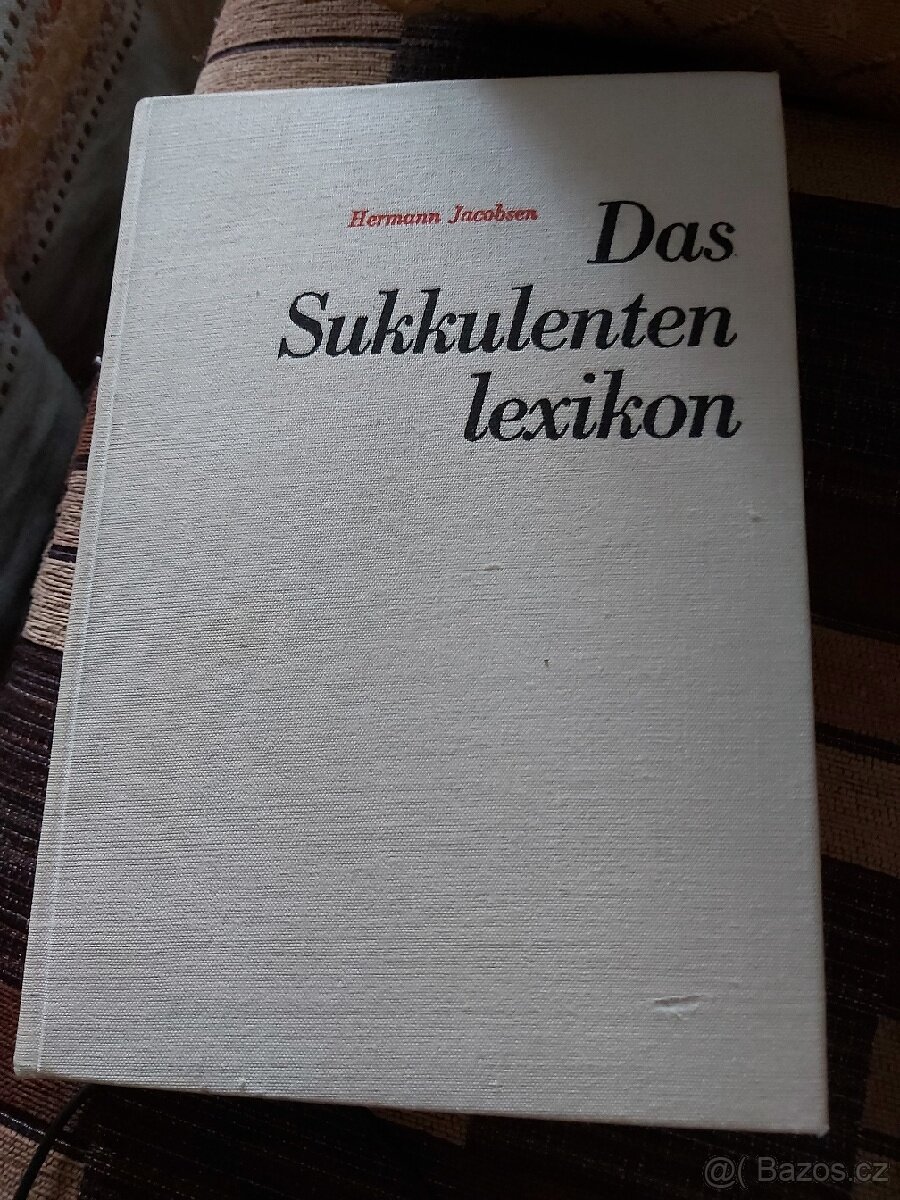 Hermann Jacobsen
Das
Sukkulenten
lexikon
@( Bazos.cz